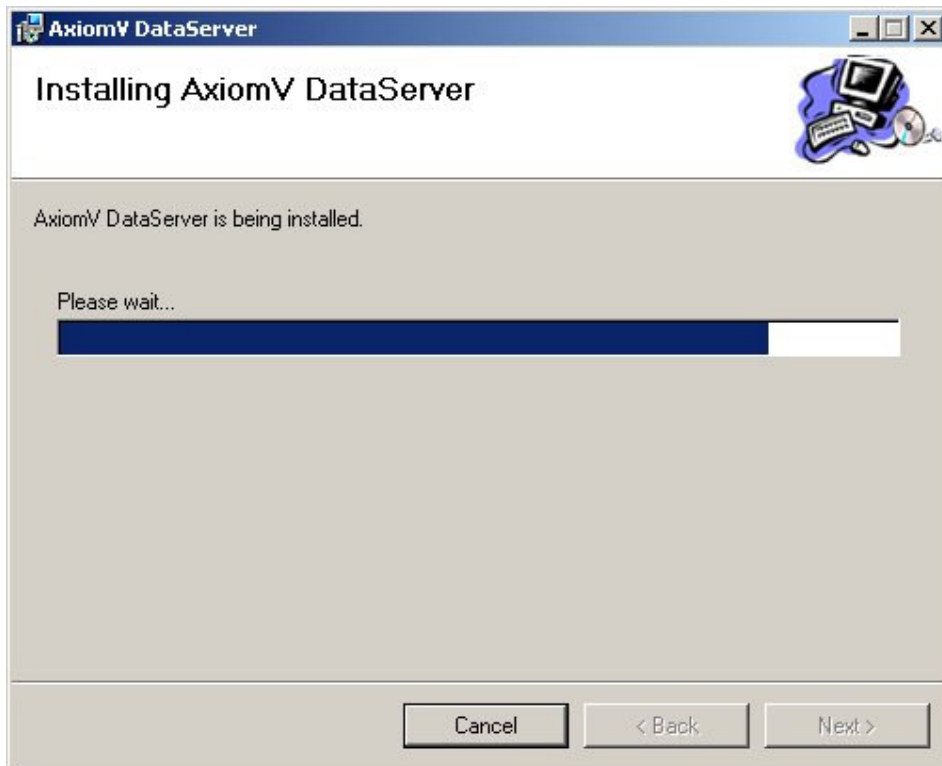 AxiomV DataServer
Installing AxiomV DataServer
AxiomV DataServer is being installed.
Please wait...
Cancel
< Back
Next >